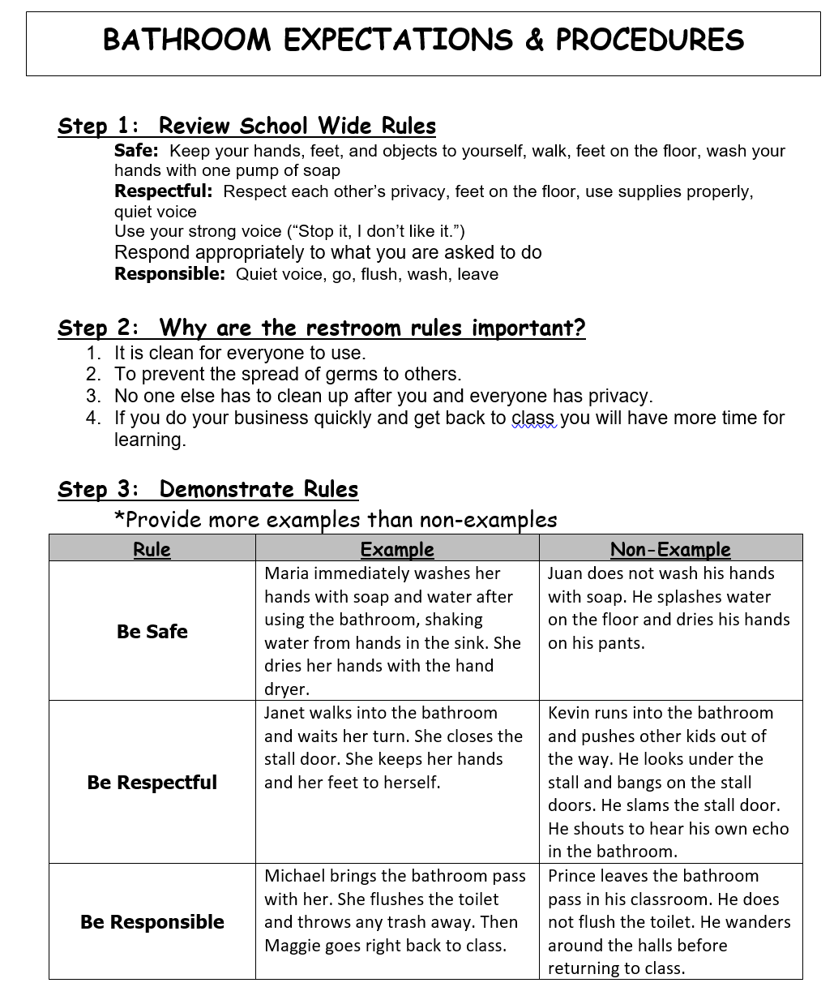 BATHROOM EXPECTATIONS & PROCEDURES
Step 1:  Review School Wide Rules
Safe:  Keep your hands, feet, and objects to yourself, walk, feet on the floor, wash your
hands with one pump of soap
Respectful:  Respect each other’s privacy, feet on the floor, use supplies properly,
quiet voice
Use your strong voice (“Stop it, I don’t like it.”)
Respond appropriately to what you are asked to do
Responsible:  Quiet voice, go, flush, wash, leave
Step 2:  Why are the restroom rules important?
1. It is clean for everyone to use.
2. To prevent the spread of germs to others.
3. No one else has to clean up after you and everyone has privacy.
4. If you do your business quickly and get back to class you will have more time for
learning.
Step 3:  Demonstrate Rules
*Provide more examples than non-examples
Rule Example Non-Example
Be Safe
Maria immediately washes her
hands with soap and water after
using the bathroom, shaking
water from hands in the sink. She
dries her hands with the hand
dryer.
Juan does not wash his hands
with soap. He splashes water
on the floor and dries his hands
on his pants.
Be Respectful
Janet walks into the bathroom
and waits her turn. She closes the
stall door. She keeps her hands
and her feet to herself.
Kevin runs into the bathroom
and pushes other kids out of
the way. He looks under the
stall and bangs on the stall
doors. He slams the stall door.
He shouts to hear his own echo
in the bathroom.
Be Responsible
Michael brings the bathroom pass
with her. She flushes the toilet
and throws any trash away. Then
Maggie goes right back to class.
Prince leaves the bathroom
pass in his classroom. He does
not flush the toilet. He wanders
around the halls before
returning to class.